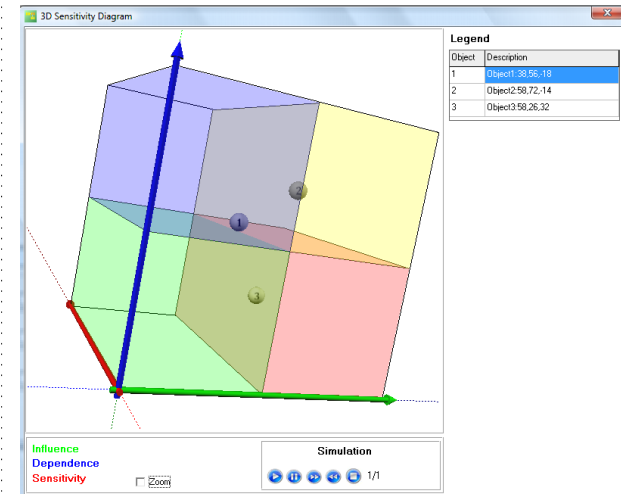 3D Sensitivity Diagram
Legend
Object Description
1 Object1:38,56,-18
2 Object2:58,72,-14
3 Object3:58,26,32
2
1
3
Influence
Dependence
Sensitivity
Zoom
Simulation
1/1